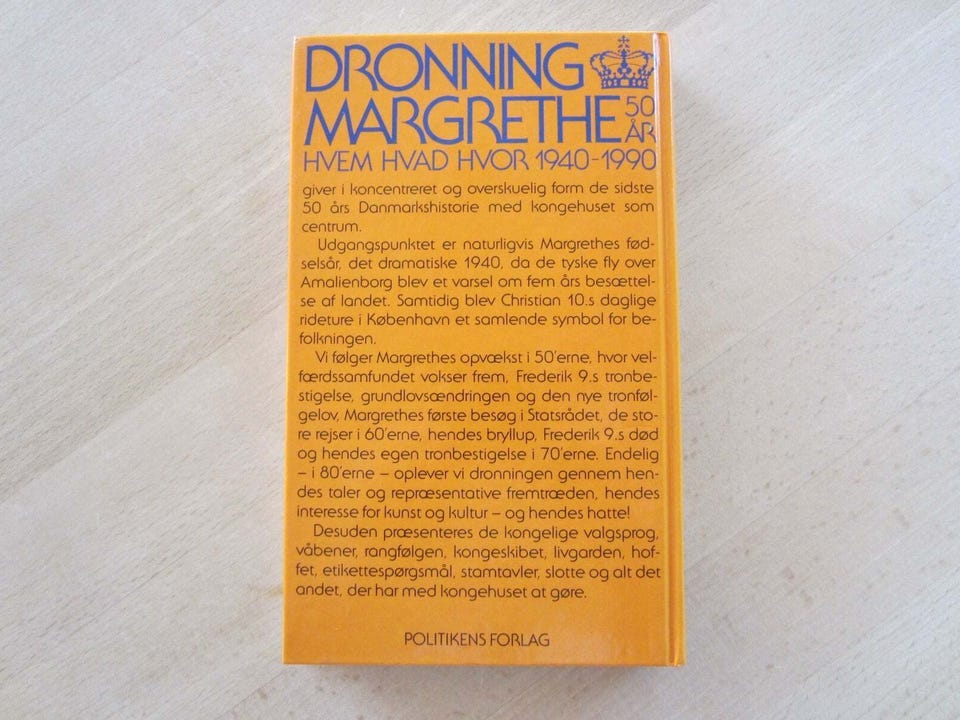 DRONNING
MARGRETHE 50 ÅR
HVEM HVAD HVOR 1940-1990
giver i koncentreret og overskuelig form de sidste
50 års Danmarkshistorie med kongehuset som
centrum.
Udgangspunktet er naturligvis Margrethes fød-
selsår, det dramatiske 1940, da de tyske fly over
Amalienborg blev et varsel om fem års besættel-
se af landet. Samtidig blev Christian 10.s daglige
rideture i København et samlende symbol for be-
folkningen.
Vi følger Margrethes opvækst i 50'erne, hvor vel-
færdssamfundet vokser frem, Frederik 9.s tronbe-
stigelse, grundlovsændringen og den nye tronføl-
gelov, Margrethes første besøg i Statsrådet, de sto-
re rejser i 60'erne, hendes bryllup, Frederik 9.s død
og hendes egen tronbestigelse i 70'erne. Endelig
– i 80'erne – oplever vi dronningen gennem hen-
des taler og repræsentative fremtræden, hendes
interesse for kunst og kultur – og hendes hatte!
Desuden præsenteres de kongelige valgsprog,
våbener, rangfølgen, kongeskibet, livgarden, hof-
fet, etikettespørgsmål, stamtavler, slotte og alt det
andet, der har med kongehuset at gøre.
POLITIKENS FORLAG